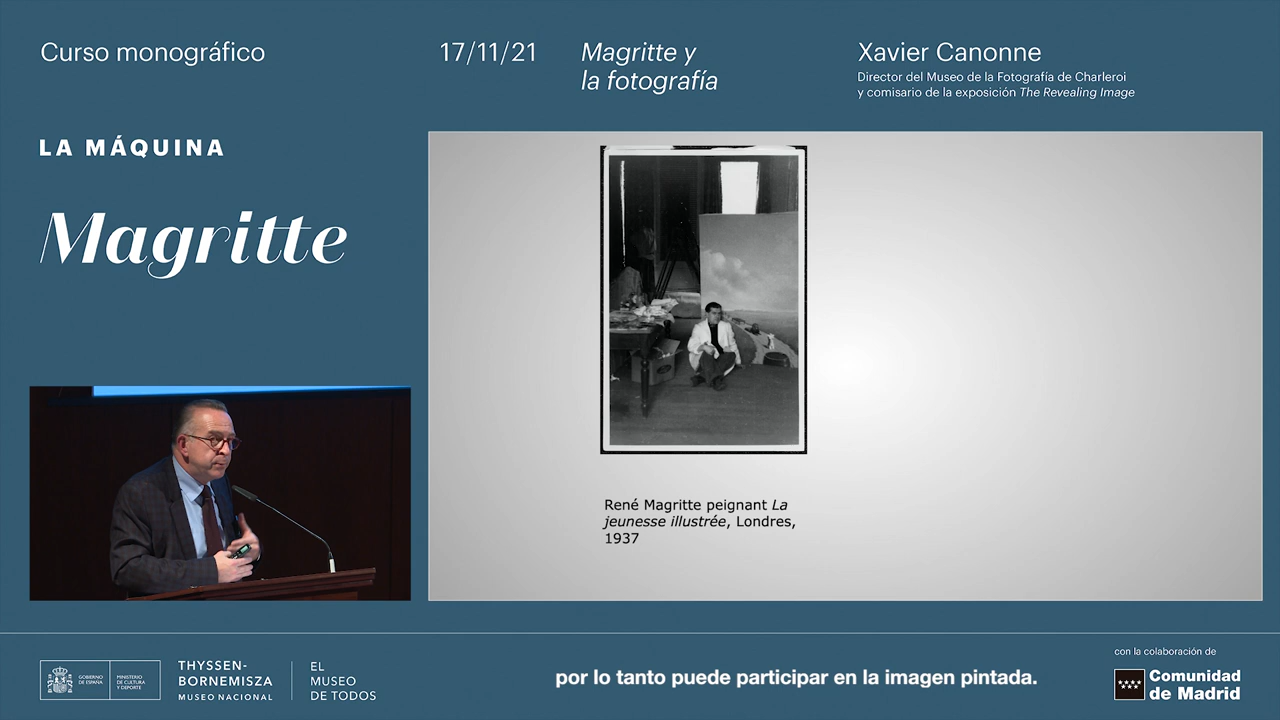 Curso monográfico
17/11/21
Magritte y
la fotografía
Xavier Canonne
Director del Museo de la Fotografía de Charleroi
y comisario de la exposición The Revealing Image
LA MÁQUINA
Magritte
René Magritte peignant La
jeunesse illustrée, Londres,
1937
GOBIERNO
DE ESPAÑA
MINISTERIO
DE CULTURA
Y DEPORTE
THYSSEN-
BORNEMISZA
MUSEO NACIONAL
EL
MUSEO
DE TODOS
por lo tanto puede participar en la imagen pintada.
con la colaboración de
Comunidad
de Madrid